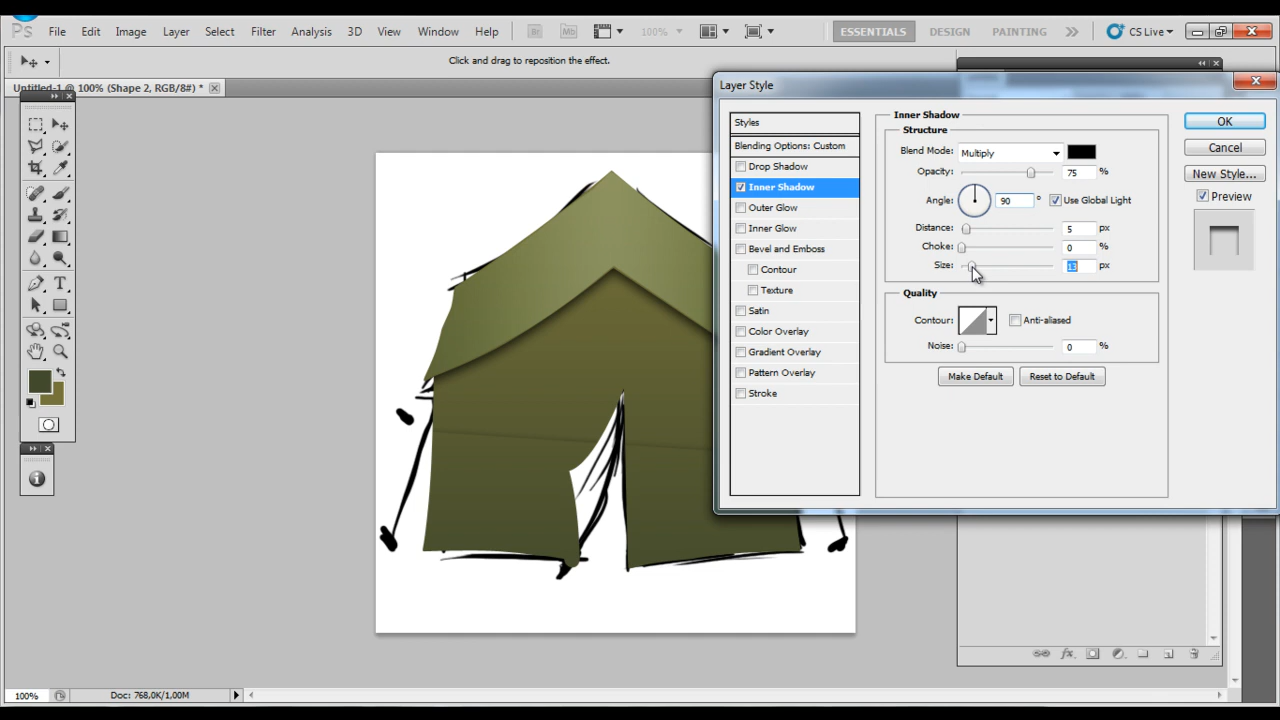 Ps File Edit Image Layer Select Filter Analysis 3D View Window Help Br Mb 100% ESSENTIALS DESIGN PAINTING CS Live
Click and drag to reposition the effect.
Untitled-1 @ 100% (Shape 2, RGB/8#) *
Layer Style
Styles
Blending Options: Custom
Drop Shadow
Inner Shadow
Outer Glow
Inner Glow
Bevel and Emboss
Contour
Texture
Satin
Color Overlay
Gradient Overlay
Pattern Overlay
Stroke
Inner Shadow
Structure
Blend Mode: Multiply
Opacity: 75 %
Angle: 90 ° Use Global Light
Distance: 5 px
Choke: 0 %
Size: 13 px
Quality
Contour: Anti-aliased
Noise: 0 %
Make Default Reset to Default
OK
Cancel
New Style...
Preview
T
fx
100% Doc: 768,0K/1,00M